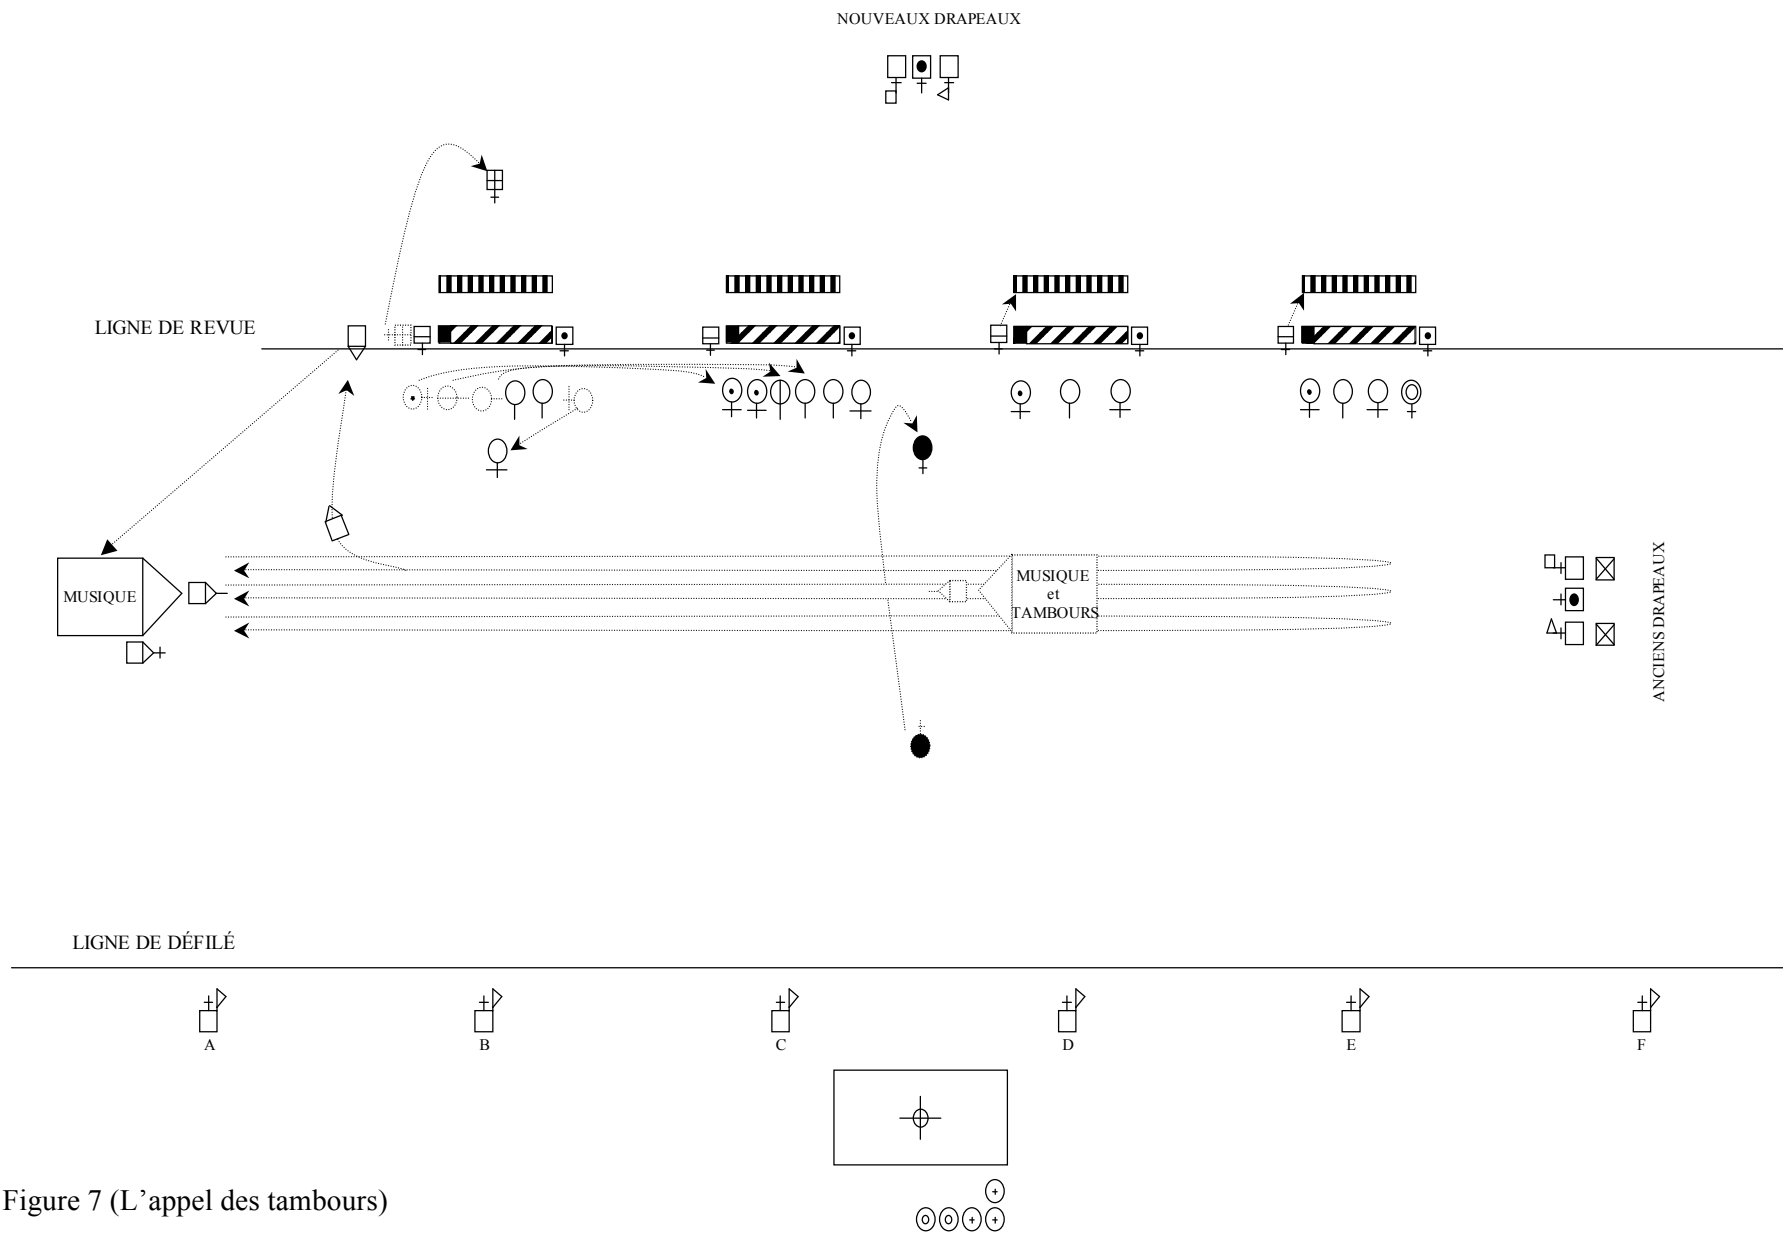 NOUVEAUX DRAPEAUX
LIGNE DE REVUE
MUSIQUE
MUSIQUE
et
TAMBOURS
ANCIENS DRAPEAUX
LIGNE DE DÉFILÉ
A
B
C
D
E
F
Figure 7 (L’appel des tambours)